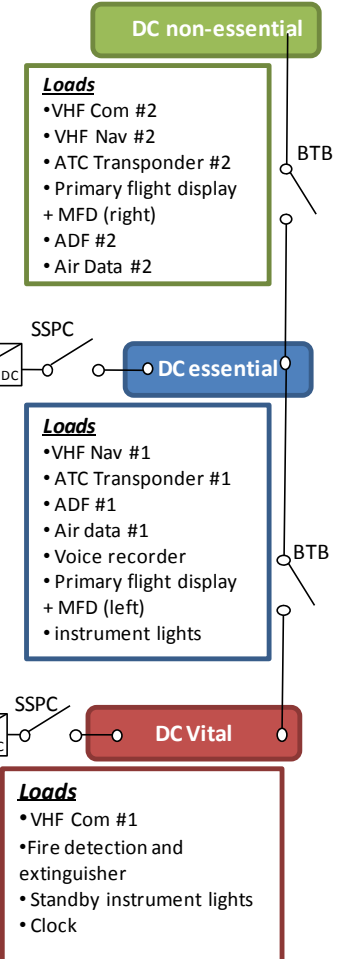 DC non-essential
Loads
•VHF Com #2
• VHF Nav #2
• ATC Transponder #2
• Primary flight display
+ MFD (right)
• ADF #2
• Air Data #2
BTB
SSPC
DC
DC essential
Loads
•VHF Nav #1
• ATC Transponder #1
• ADF #1
• Air data #1
• Voice recorder
• Primary flight display
+ MFD (left)
• instrument lights
BTB
SSPC
C
DC Vital
Loads
• VHF Com #1
•Fire detection and
extinguisher
• Standby instrument lights
• Clock